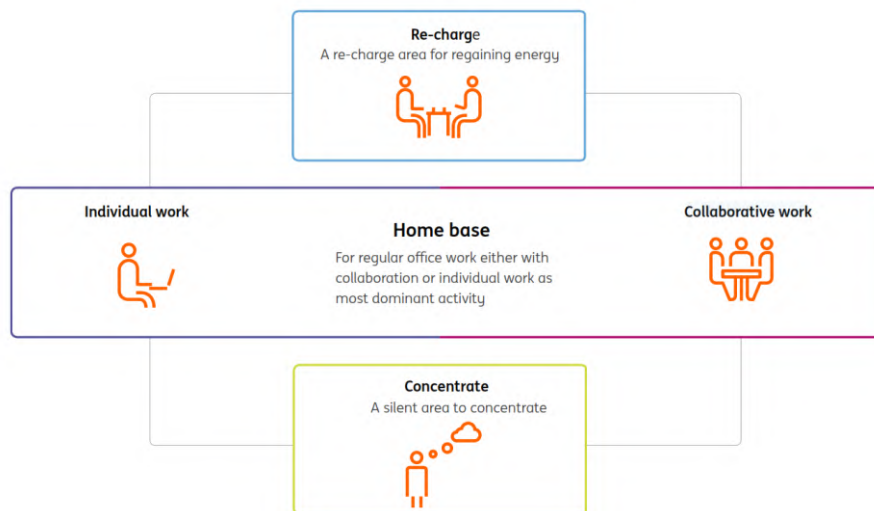 Re-charge
A re-charge area for regaining energy
Individual work
Home base
For regular office work either with
collaboration or individual work as
most dominant activity
Collaborative work
Concentrate
A silent area to concentrate